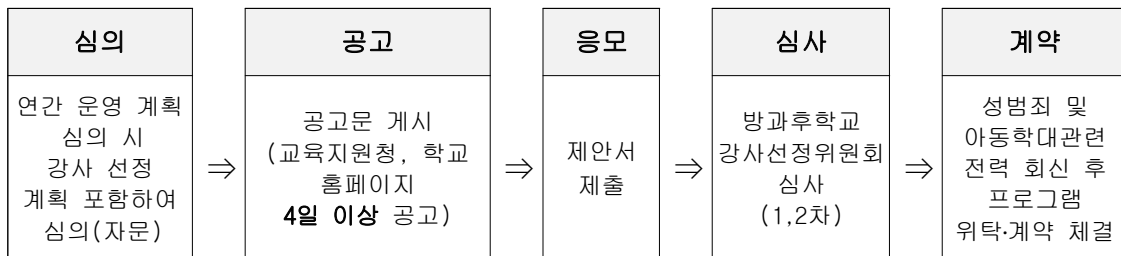 심의
연간 운영 계획
심의 시
강사 선정
계획 포함하여
심의(자문)
⇒
공고
공고문 게시
(교육지원청, 학교
홈페이지
4일 이상 공고)
⇒
응모
제안서
제출
⇒
심사
방과후학교
강사선정위원회
심사
(1,2차)
⇒
계약
성범죄 및
아동학대관련
전력 회신 후
프로그램
위탁·계약 체결